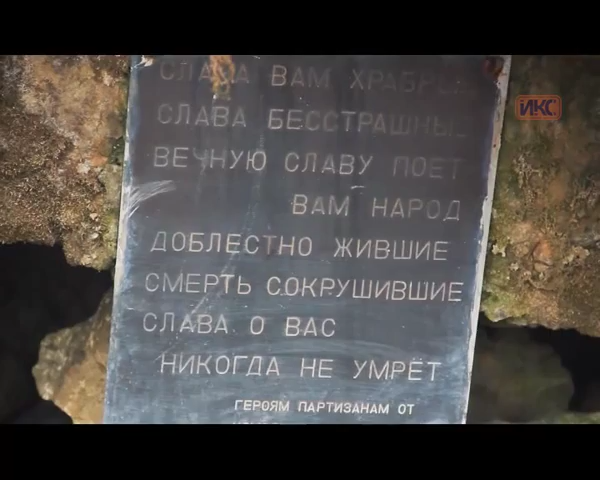 СЛАВА ВАМ
СЛАВА
ВЕЧНУЮ СЛАВУ ПОЕТ
ВАМ НАРОД
ДОБЛЕСТНО ЖИВШИЕ
СМЕРТЬ СОКРУШИВШИЕ
СЛАВА О ВАС
НИКОГДА НЕ УМРЁТ
ГЕРОЯМ ПАРТИЗАНАМ ОТ
ИКС